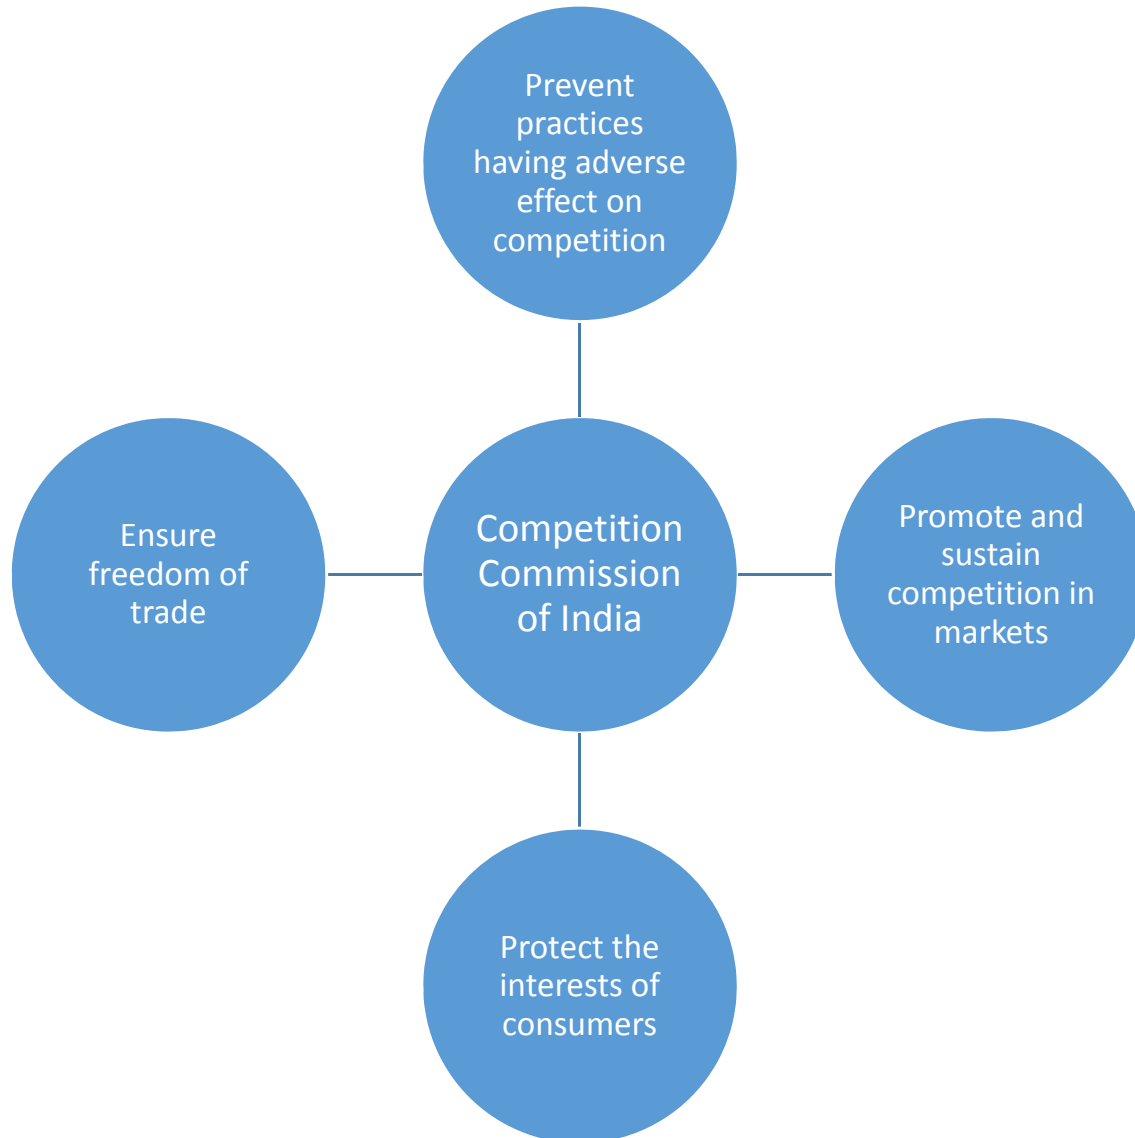 Prevent
practices
having adverse
effect on
competition
Ensure
freedom of
trade
Competition
Commission
of India
Promote and
sustain
competition in
markets
Protect the
interests of
consumers